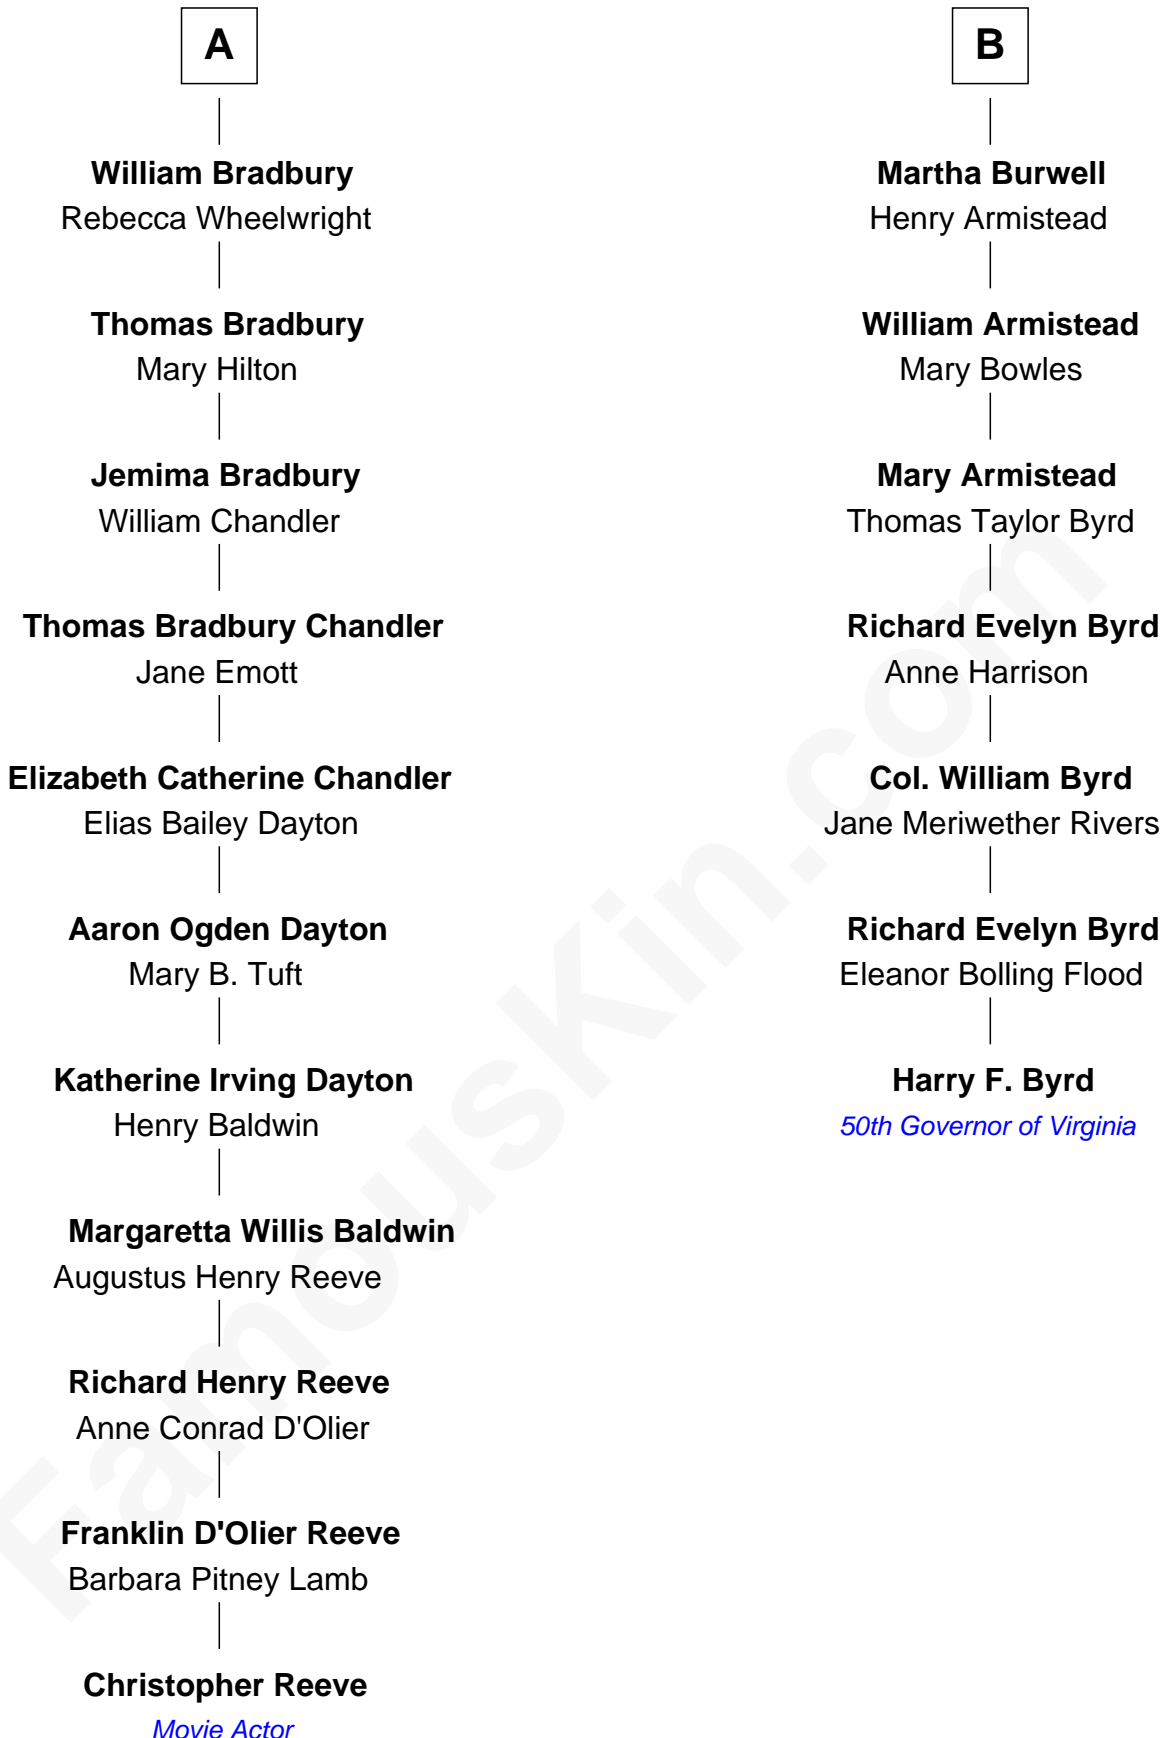 A
William Bradbury
Rebecca Wheelwright
Thomas Bradbury
Mary Hilton
Jemima Bradbury
William Chandler
Thomas Bradbury Chandler
Jane Emott
Elizabeth Catherine Chandler
Elias Bailey Dayton
Aaron Ogden Dayton
Mary B. Tuft
Katherine Irving Dayton
Henry Baldwin
Margaretta Willis Baldwin
Augustus Henry Reeve
Richard Henry Reeve
Anne Conrad D'Olier
Franklin D'Olier Reeve
Barbara Pitney Lamb
Christopher Reeve
Movie Actor
B
Martha Burwell
Henry Armistead
William Armistead
Mary Bowles
Mary Armistead
Thomas Taylor Byrd
Richard Evelyn Byrd
Anne Harrison
Col. William Byrd
Jane Meriwether Rivers
Richard Evelyn Byrd
Eleanor Bolling Flood
Harry F. Byrd
50th Governor of Virginia
FamousKin.com